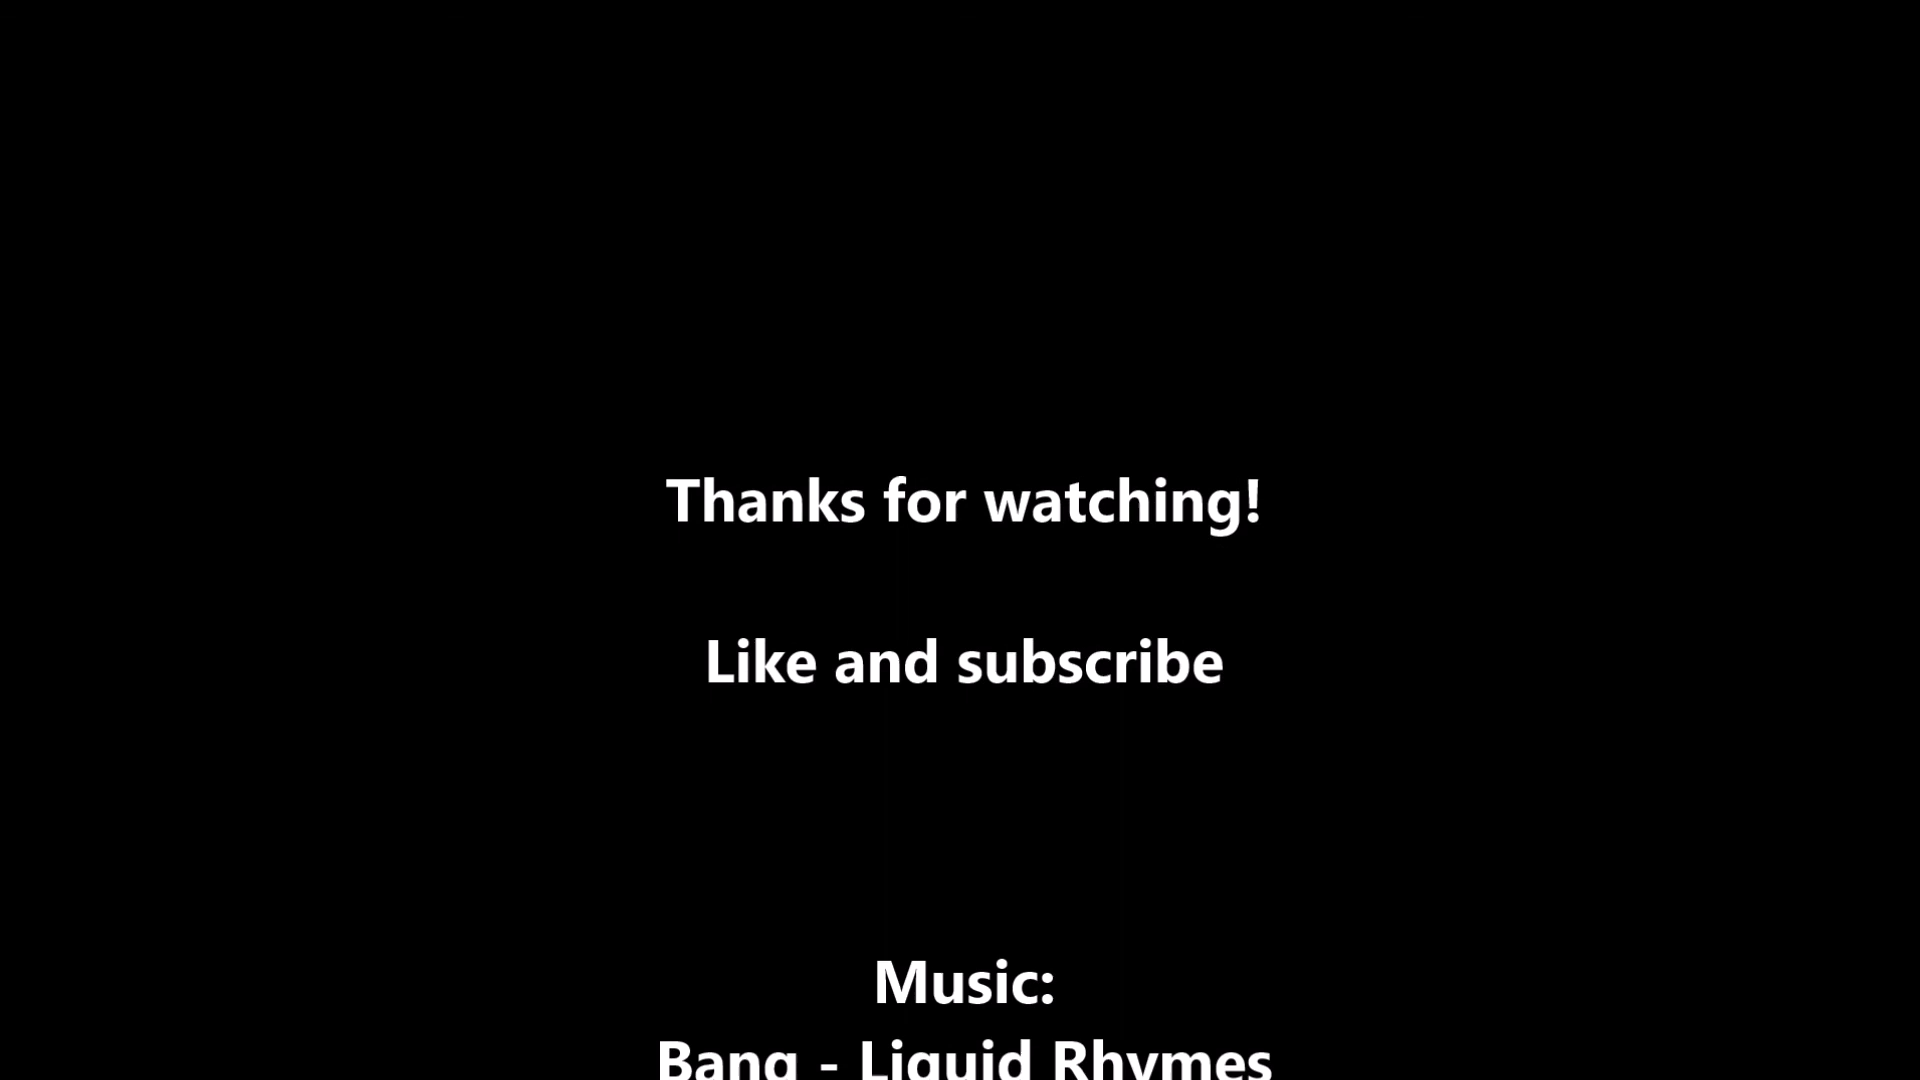 Thanks for watching!
Like and subscribe
Music:
Bang - Liquid Rhymes